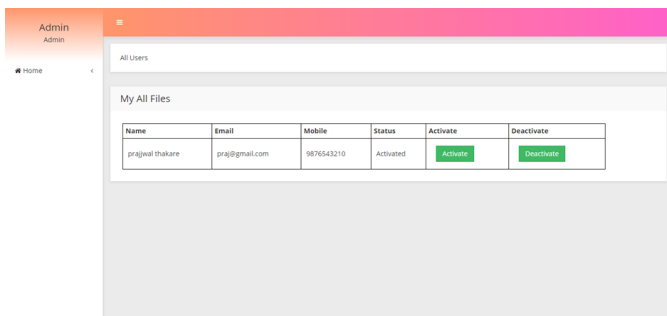 Admin
Admin
Home
All Users
My All Files
Name Email Mobile Status Activate Deactivate
prajjwal thakare praj@gmail.com 9876543210 Activated Activate Deactivate